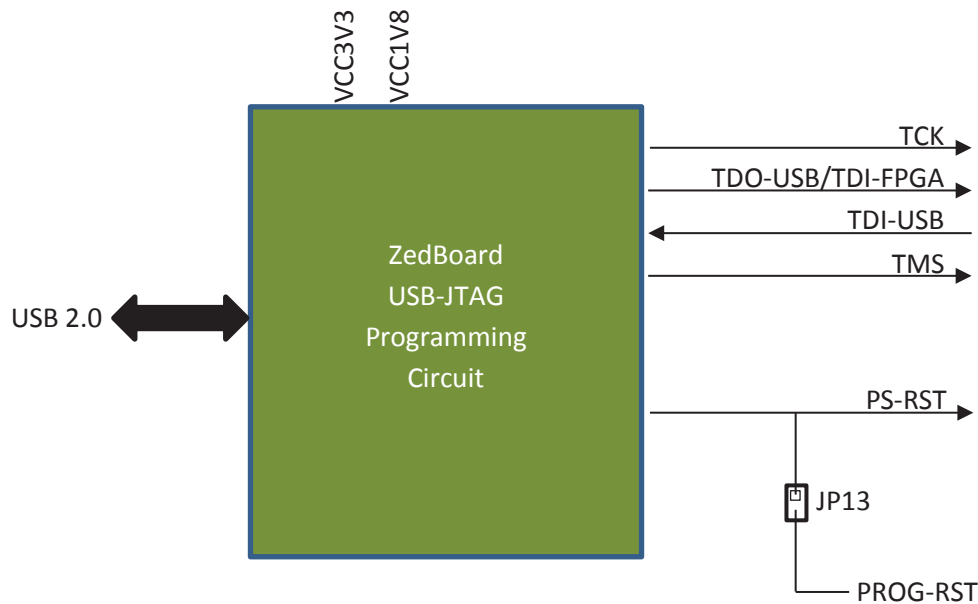 VCC3V3
VCC1V8
TCK
TDO-USB/TDI-FPGA
TDI-USB
TMS
ZedBoard
USB-JTAG
Programming
Circuit
USB 2.0
PS-RST
JP13
PROG-RST